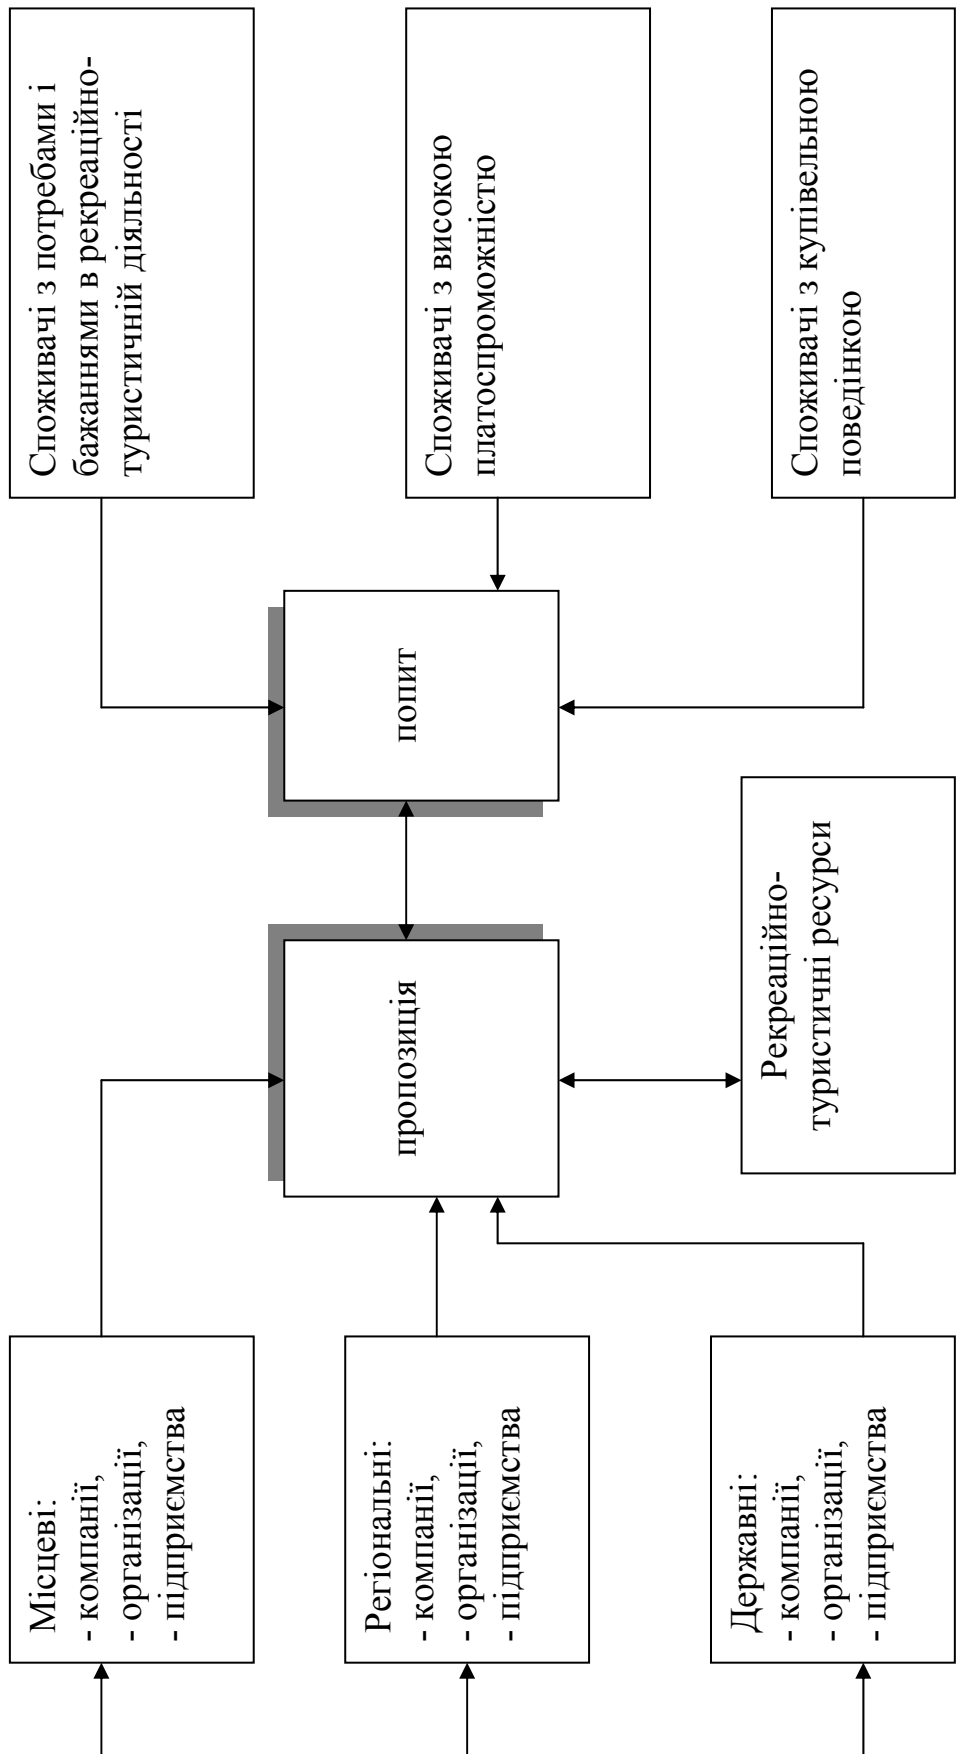 Місцеві:
- компанії,
- організації,
- підприємства
Регіональні:
- компанії,
- організації,
- підприємства
Державні:
- компанії,
- організації,
- підприємства
пропозиція
Рекреаційно-
туристичні ресурси
попит
Споживачі з потребами і
бажаннями в рекреаційно-
туристичній діяльності
Споживачі з високою
платоспроможністю
Споживачі з купівельною
поведінкою